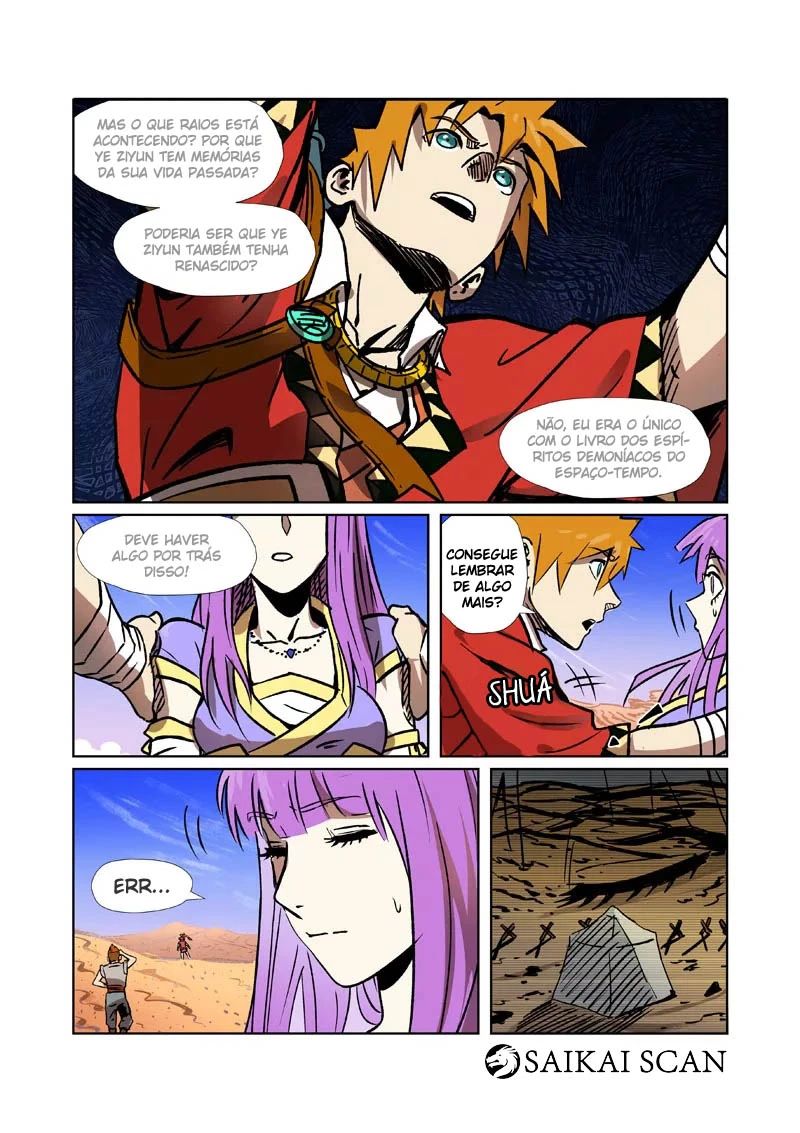 MAS O QUE RAIOS ESTÁ
ACONTECENDO? POR QUE
YE ZIYUN TEM MEMÓRIAS
DA SUA VIDA PASSADA?
PODERIA SER QUE YE
ZIYUN TAMBÉM TENHA
RENASCIDO?
NÃO, EU ERA O ÚNICO
COM O LIVRO DOS ESPÍ-
RITOS DEMONÍACOS DO
ESPAÇO-TEMPO.
DEVE HAVER
ALGO POR TRÁS
DISSO!
CONSEGUE
LEMBRAR
DE ALGO
MAIS?
SHUÁ
ERR...
SAIKAI SCAN